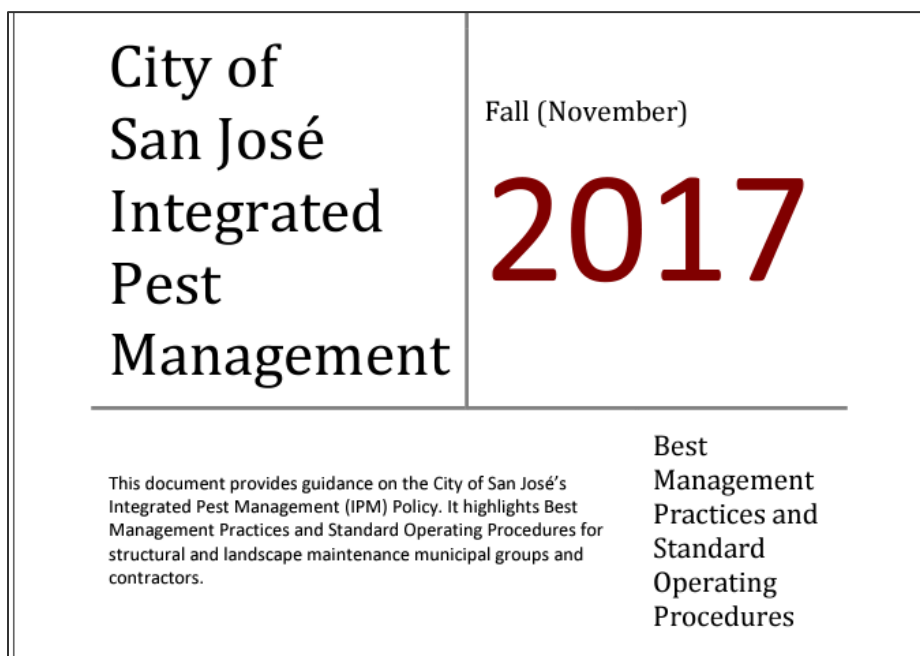 City of
San José
Integrated
Pest
Management
Fall (November)
2017
This document provides guidance on the City of San José’s
Integrated Pest Management (IPM) Policy. It highlights Best
Management Practices and Standard Operating Procedures for
structural and landscape maintenance municipal groups and
contractors.
Best
Management
Practices and
Standard
Operating
Procedures